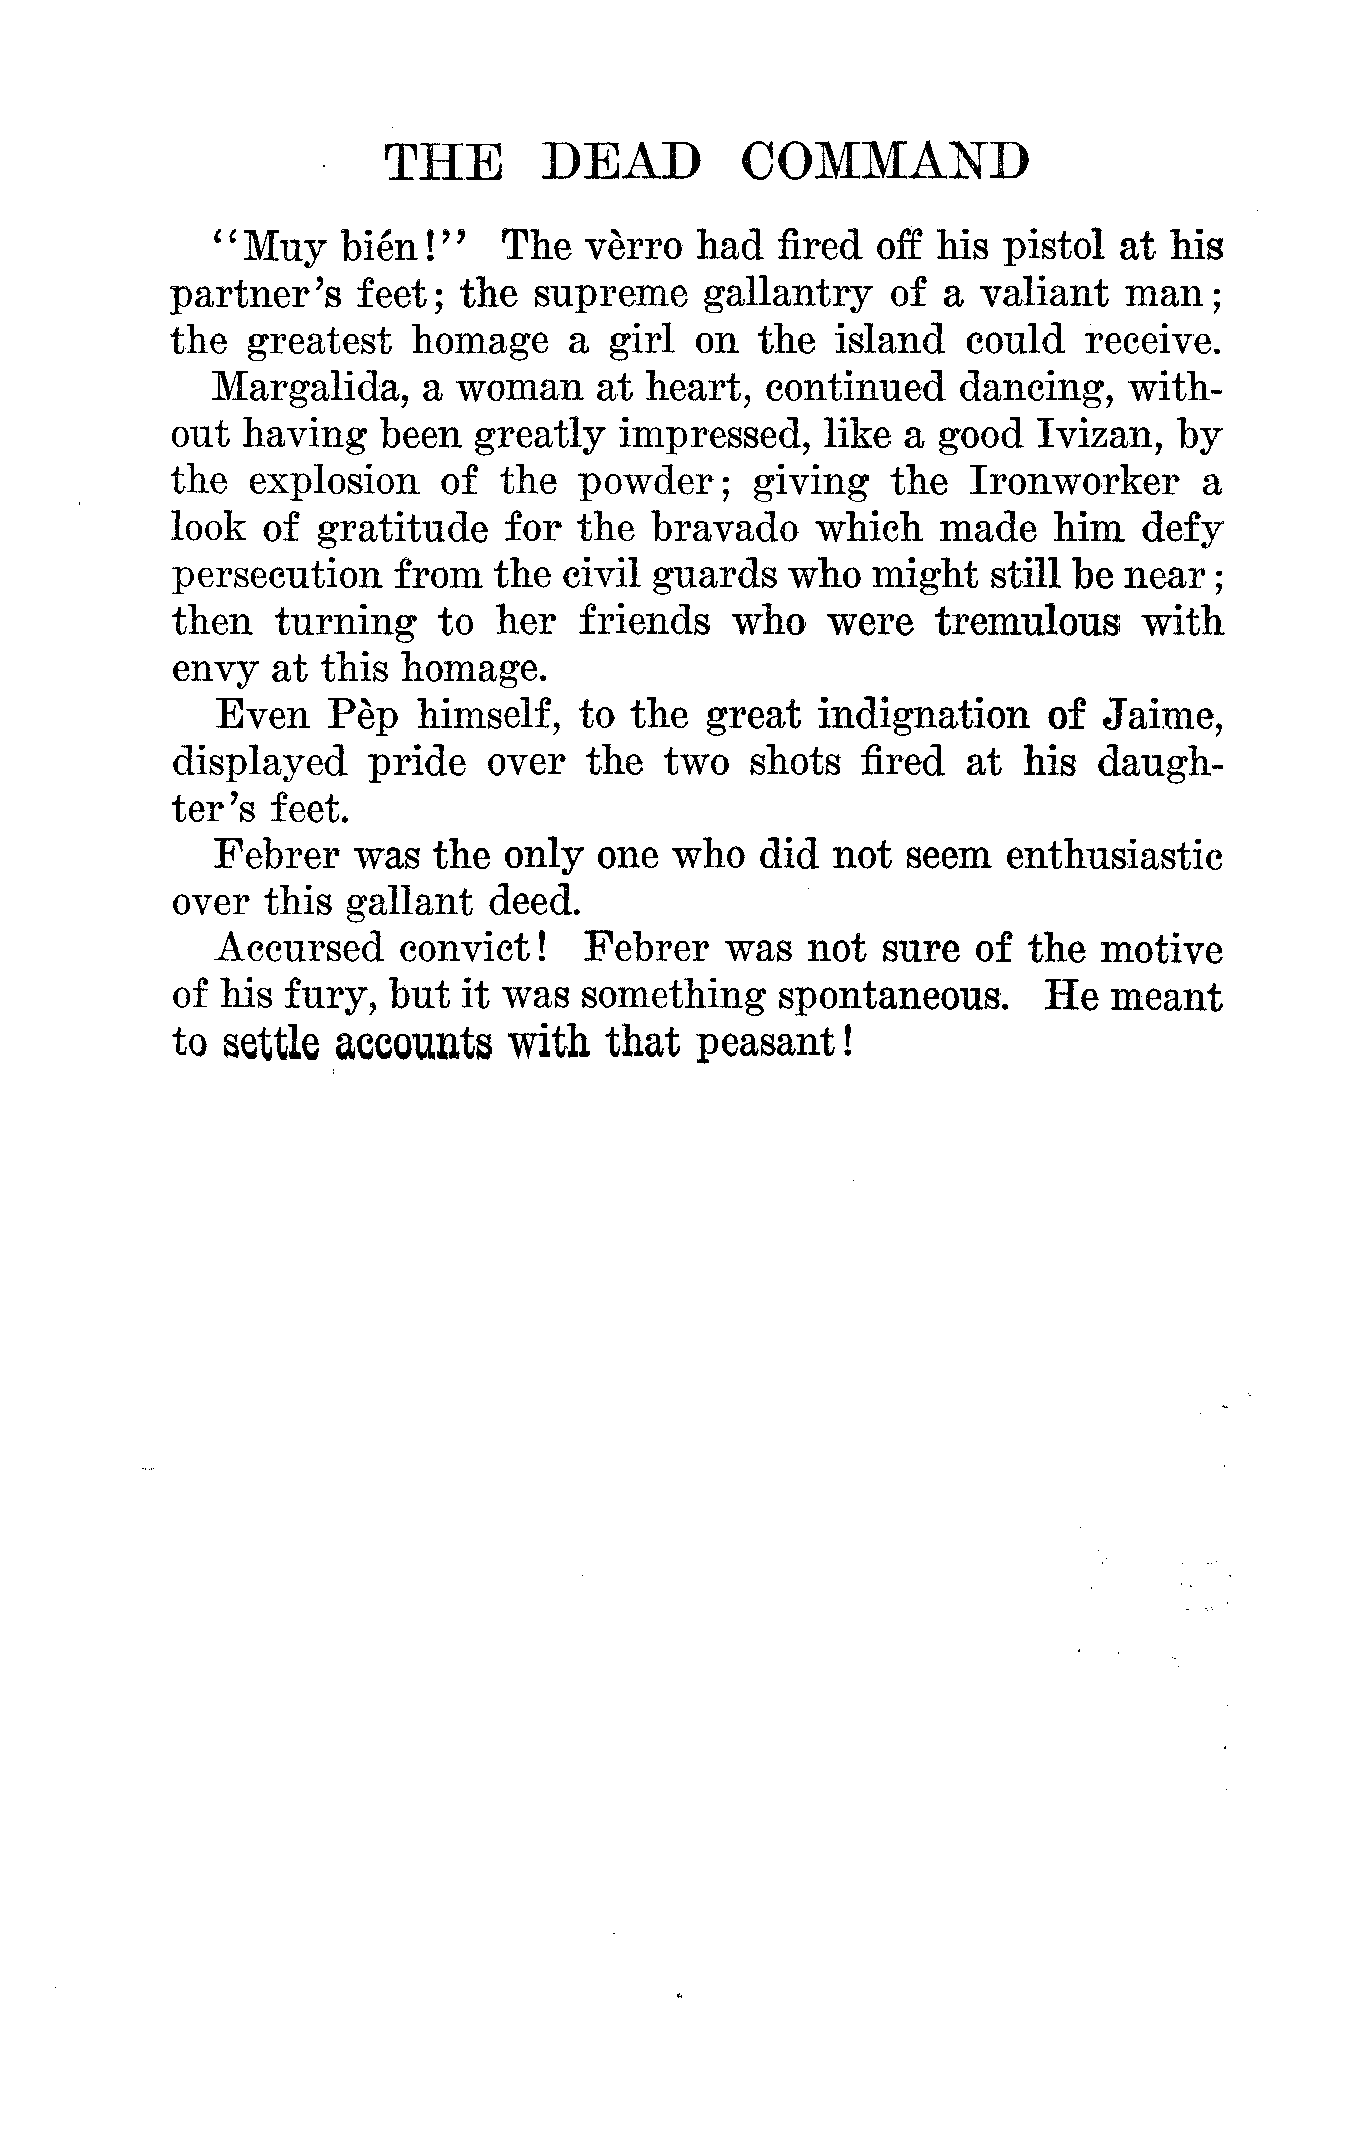 THE DEAD COMMAND
“Muy bién!” The vèrro had fired off his pistol at his
partner's feet; the supreme gallantry of a valiant man;
the greatest homage a girl on the island could receive.
Margalida, a woman at heart, continued dancing, with-
out having been greatly impressed, like a good Ivizan, by
the explosion of the powder; giving the Ironworker a
look of gratitude for the bravado which made him defy
persecution from the civil guards who might still be near;
then turning to her friends who were tremulous with
envy at this homage.
Even Pèp himself, to the great indignation of Jaime,
displayed pride over the two shots fired at his daugh-
ter's feet.
Febrer was the only one who did not seem enthusiastic
over this gallant deed.
Accursed convict! Febrer was not sure of the motive
of his fury, but it was something spontaneous. He meant
to settle accounts with that peasant!